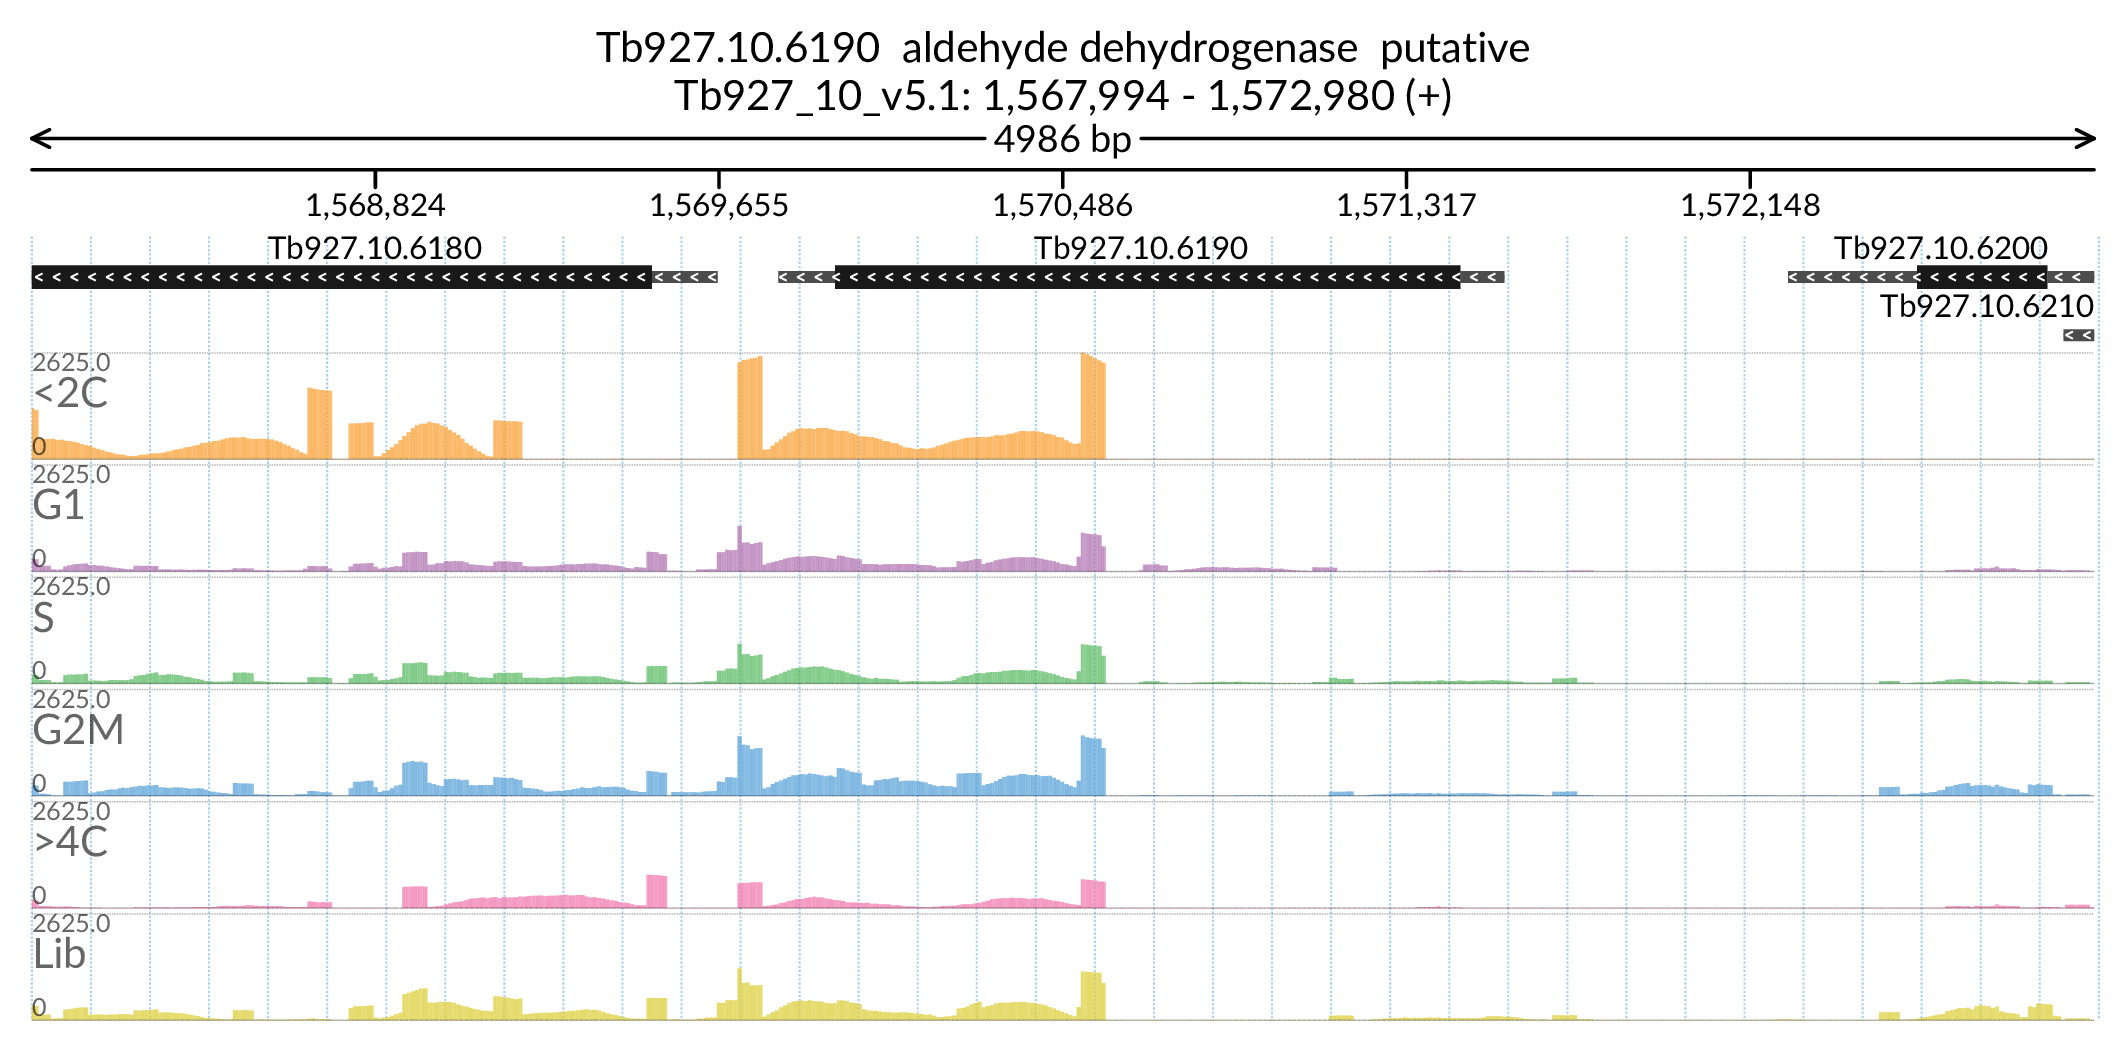 Tb927.10.6190 aldehyde dehydrogenase putative
Tb927_10_v5.1: 1,567,994 - 1,572,980 (+)
4986 bp
1,568,824 1,569,655 1,570,486 1,571,317 1,572,148
Tb927.10.6180 Tb927.10.6190 Tb927.10.6200
Tb927.10.6210
2625.0
<2C
0
2625.0
G1
0
2625.0
S
0
2625.0
G2M
0
2625.0
>4C
0
2625.0
Lib
0